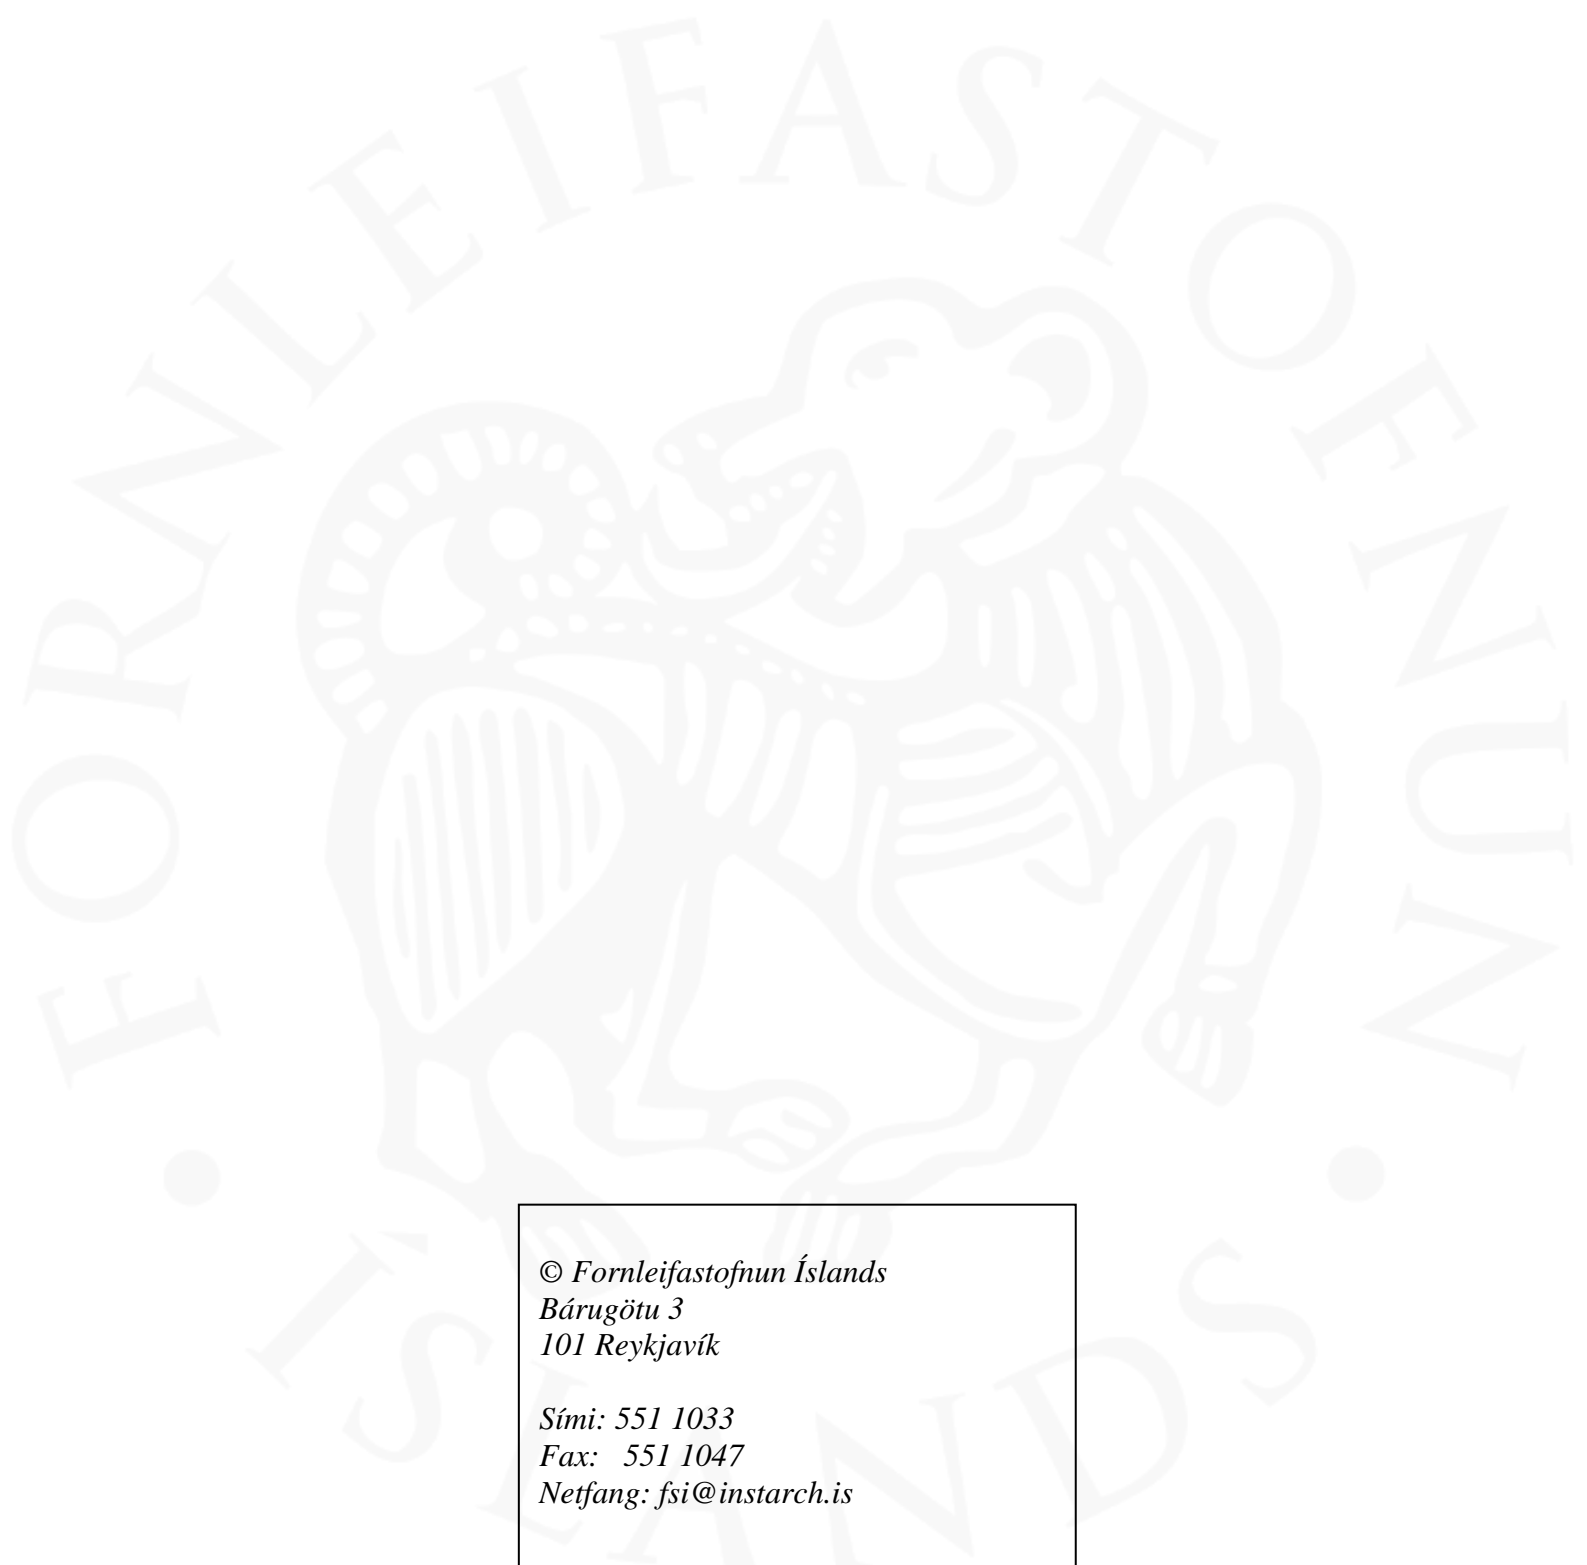 FORNLEIFASTOFNUN
ÍSLANDS
© Fornleifastofnun Íslands
Bárugötu 3
101 Reykjavík
Sími: 551 1033
Fax: 551 1047
Netfang: fsi@instarch.is